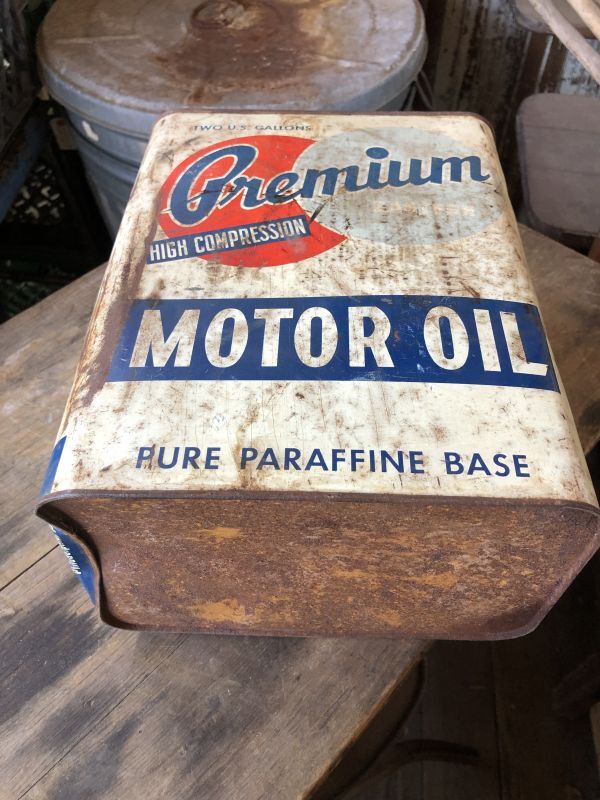 TWO U.S. GALLONS
Premium
HIGH COMPRESSION
MOTOR OIL
PURE PARAFFINE BASE